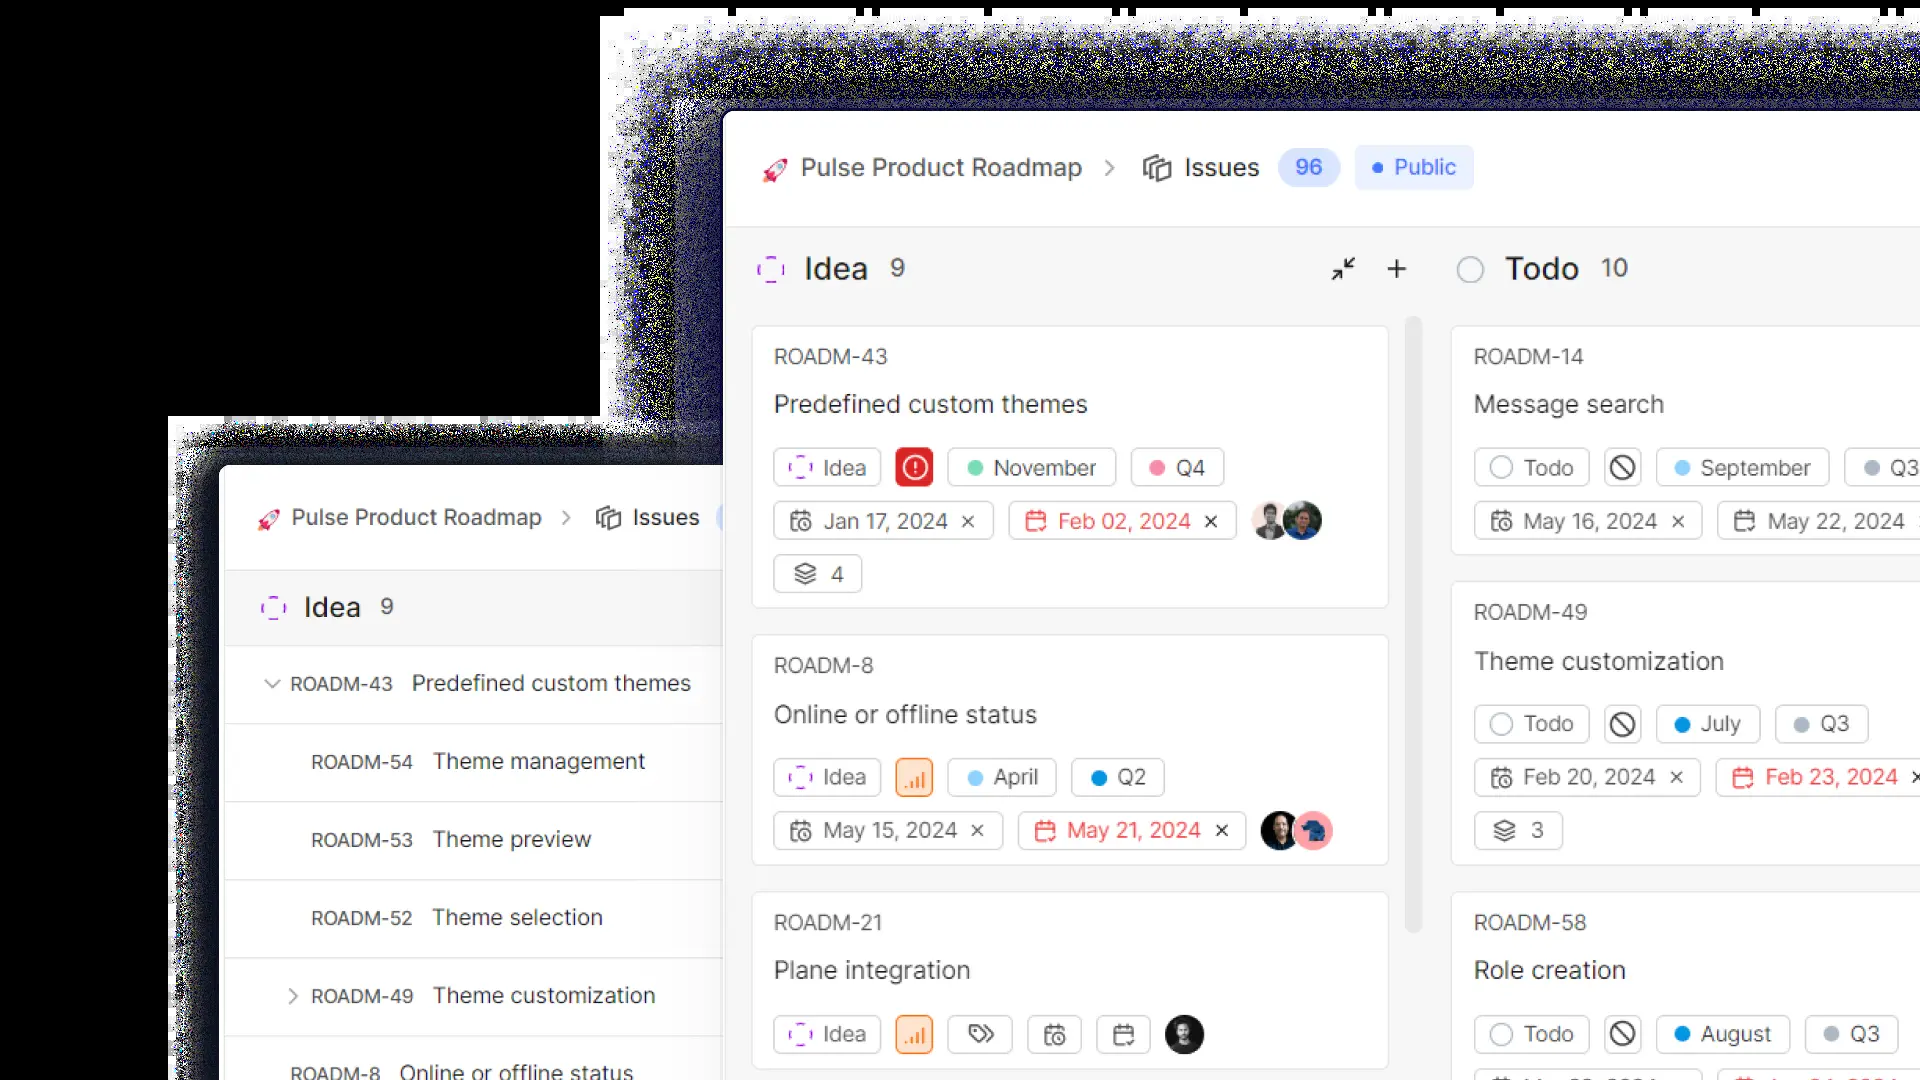 Pulse Product Roadmap > Issues 96 Public
Idea 9
ROADM-43
Predefined custom themes
Idea November Q4
Jan 17, 2024 × Feb 02, 2024 ×
4
ROADM-8
Online or offline status
Idea April Q2
May 15, 2024 × May 21, 2024 ×
ROADM-21
Plane integration
Idea
Todo 10
ROADM-14
Message search
Todo September Q3
May 16, 2024 × May 22, 2024
ROADM-49
Theme customization
Todo July Q3
Feb 20, 2024 × Feb 23, 2024 ×
3
ROADM-58
Role creation
Todo August Q3
Pulse Product Roadmap > Issues
Idea 9
ROADM-43 Predefined custom themes
ROADM-54 Theme management
ROADM-53 Theme preview
ROADM-52 Theme selection
ROADM-49 Theme customization
ROADM-8 Online or offline status